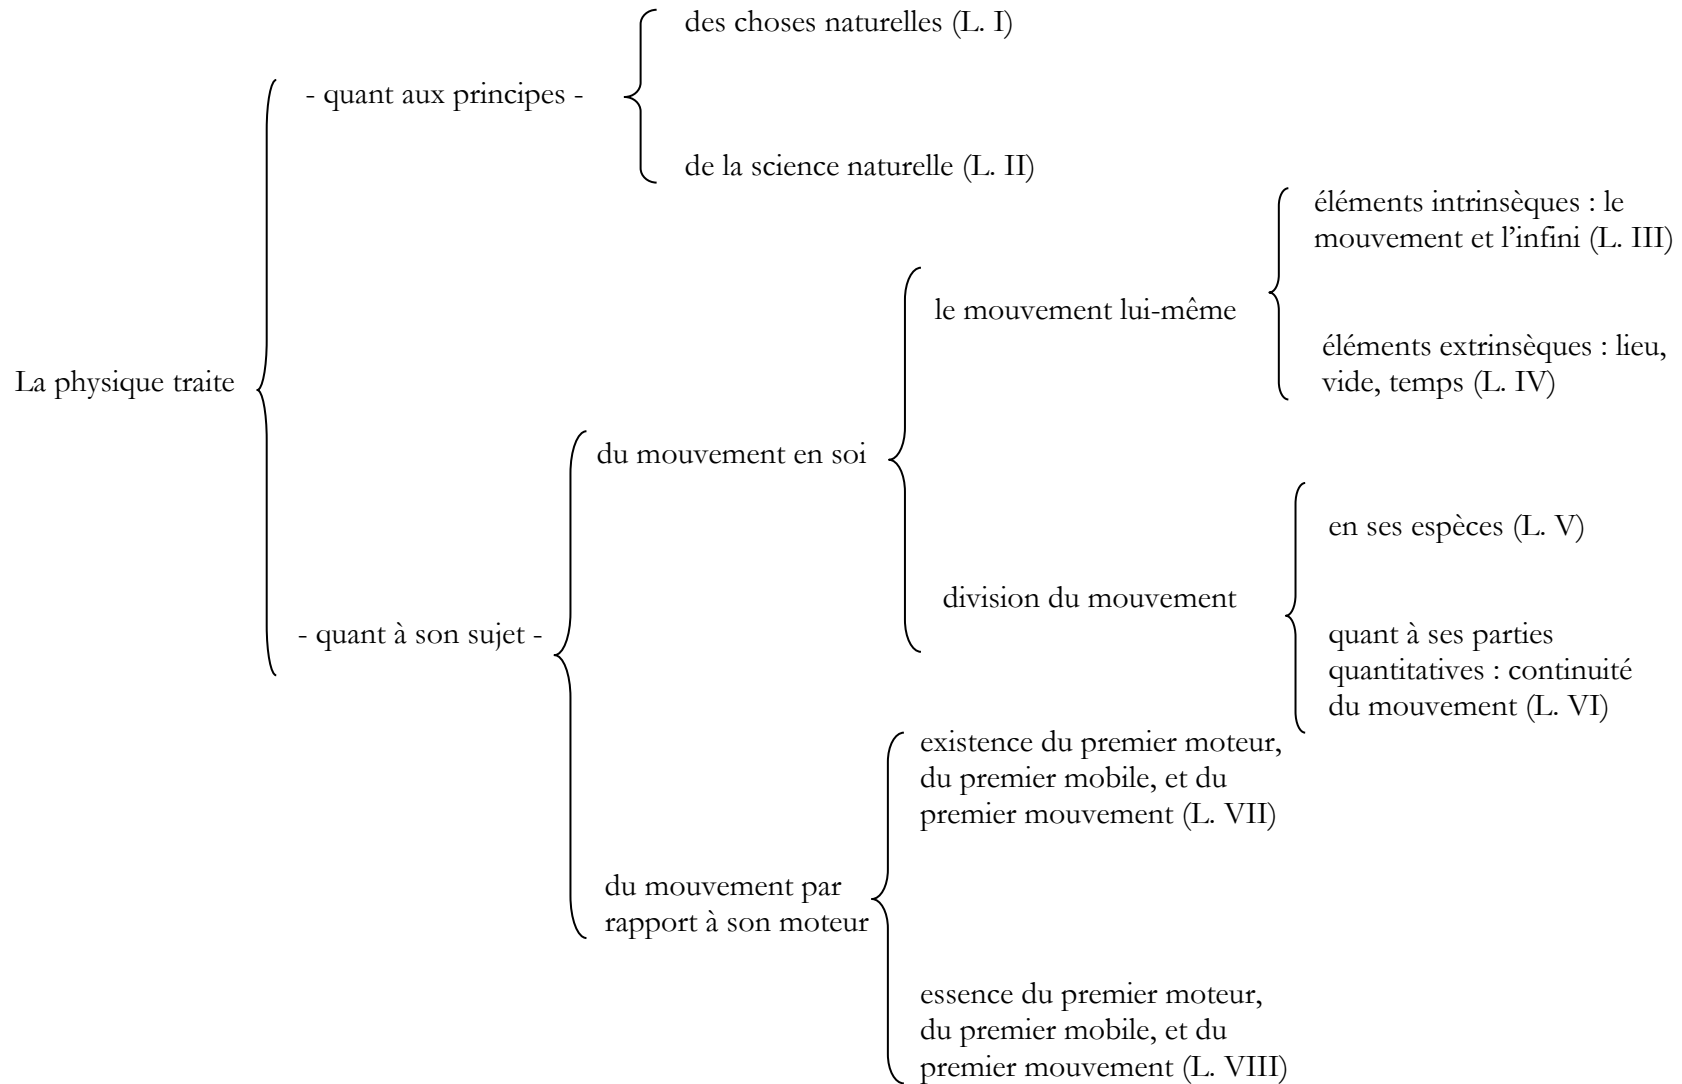 des choses naturelles (L. I)
- quant aux principes -
de la science naturelle (L. II)
éléments intrinsèques : le
mouvement et l’infini (L. III)
le mouvement lui-même
éléments extrinsèques : lieu,
vide, temps (L. IV)
La physique traite
du mouvement en soi
en ses espèces (L. V)
division du mouvement
- quant à son sujet -
quant à ses parties
quantitatives : continuité
du mouvement (L. VI)
existence du premier moteur,
du premier mobile, et du
premier mouvement (L. VII)
du mouvement par
rapport à son moteur
essence du premier moteur,
du premier mobile, et du
premier mouvement (L. VIII)